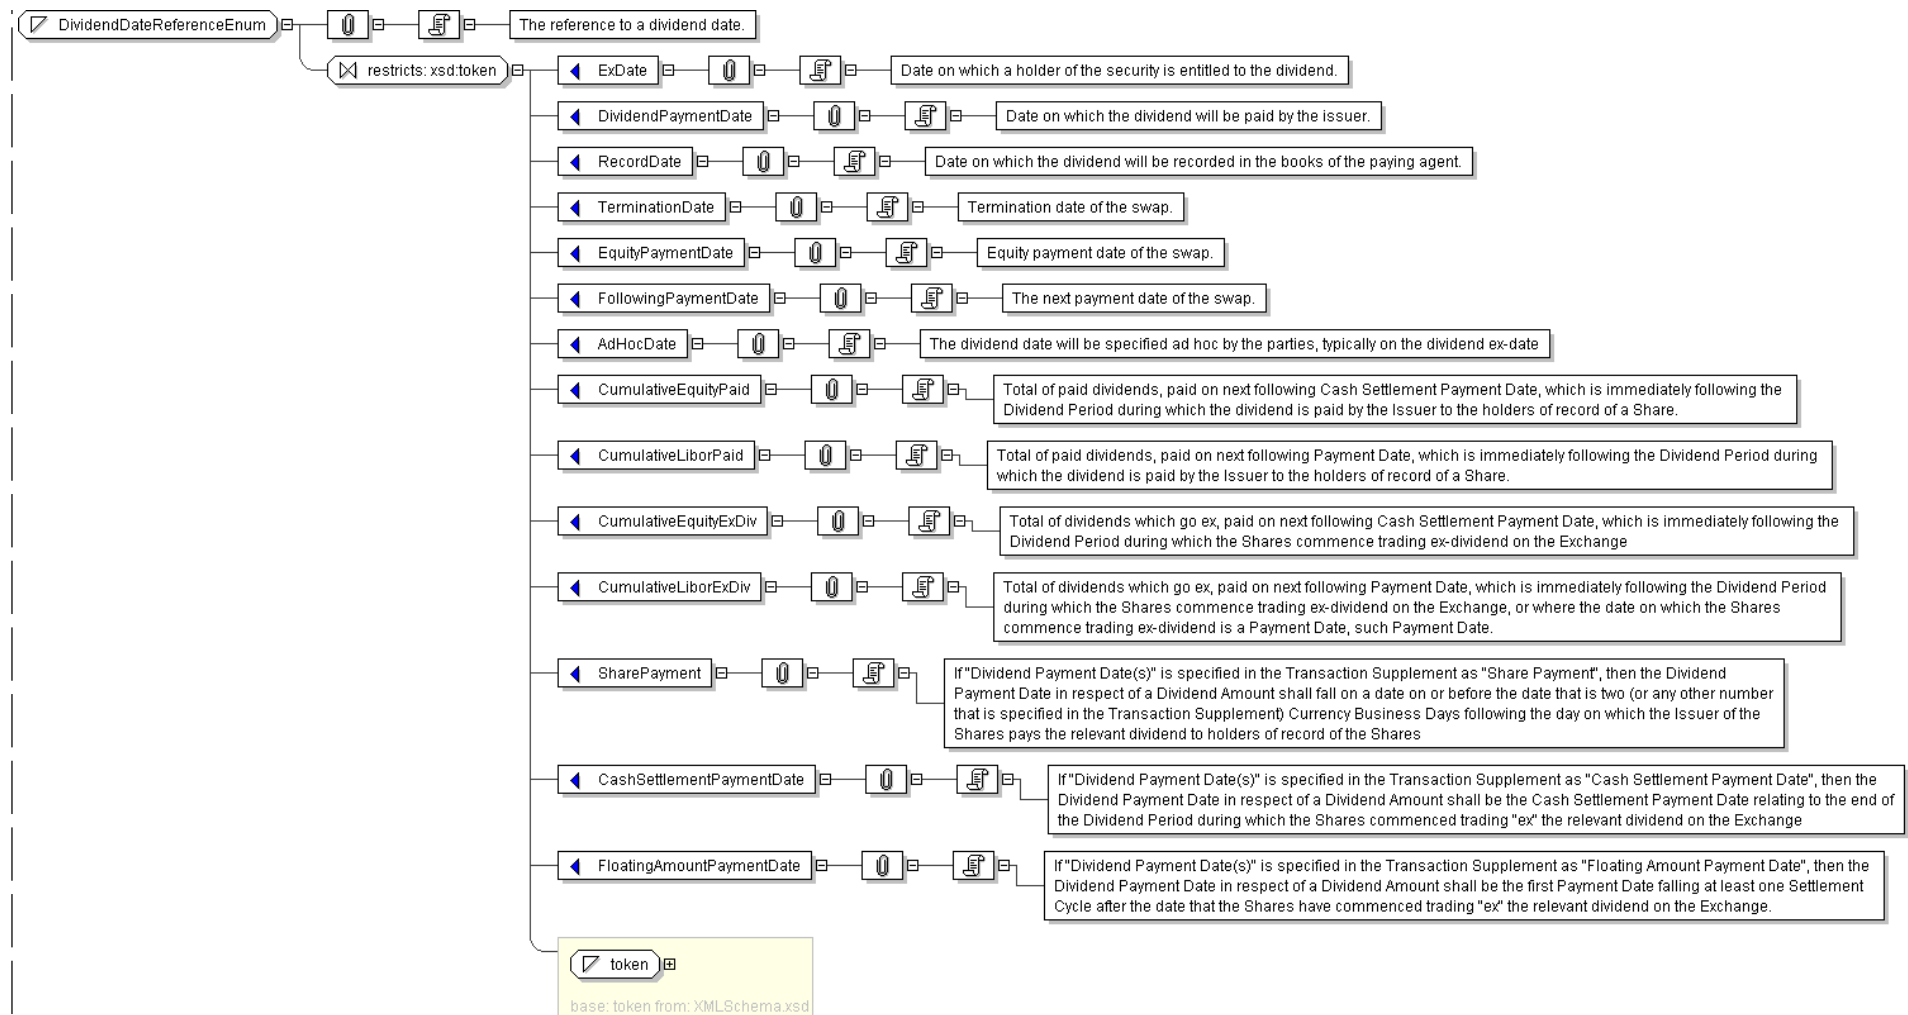 DividendDateReferenceEnum
The reference to a dividend date.
restricts: xsd:token
ExDate
Date on which a holder of the security is entitled to the dividend.
DividendPaymentDate
Date on which the dividend will be paid by the issuer.
RecordDate
Date on which the dividend will be recorded in the books of the paying agent.
TerminationDate
Termination date of the swap.
EquityPaymentDate
Equity payment date of the swap.
FollowingPaymentDate
The next payment date of the swap.
AdHocDate
The dividend date will be specified ad hoc by the parties, typically on the dividend ex-date
CumulativeEquityPaid
Total of paid dividends, paid on next following Cash Settlement Payment Date, which is immediately following the
Dividend Period during which the dividend is paid by the Issuer to the holders of record of a Share.
CumulativeLiborPaid
Total of paid dividends, paid on next following Payment Date, which is immediately following the Dividend Period during
which the dividend is paid by the Issuer to the holders of record of a Share.
CumulativeEquityExDiv
Total of dividends which go ex, paid on next following Cash Settlement Payment Date, which is immediately following the
Dividend Period during which the Shares commence trading ex-dividend on the Exchange
CumulativeLiborExDiv
Total of dividends which go ex, paid on next following Payment Date, which is immediately following the Dividend Period
during which the Shares commence trading ex-dividend on the Exchange, or where the date on which the Shares
commence trading ex-dividend is a Payment Date, such Payment Date.
SharePayment
If "Dividend Payment Date(s)" is specified in the Transaction Supplement as "Share Payment", then the Dividend
Payment Date in respect of a Dividend Amount shall fall on a date on or before the date that is two (or any other number
that is specified in the Transaction Supplement) Currency Business Days following the day on which the Issuer of the
Shares pays the relevant dividend to holders of record of the Shares
CashSettlementPaymentDate
If "Dividend Payment Date(s)" is specified in the Transaction Supplement as "Cash Settlement Payment Date", then the
Dividend Payment Date in respect of a Dividend Amount shall be the Cash Settlement Payment Date relating to the end of
the Dividend Period during which the Shares commenced trading "ex" the relevant dividend on the Exchange
FloatingAmountPaymentDate
If "Dividend Payment Date(s)" is specified in the Transaction Supplement as "Floating Amount Payment Date", then the
Dividend Payment Date in respect of a Dividend Amount shall be the first Payment Date falling at least one Settlement
Cycle after the date that the Shares have commenced trading "ex" the relevant dividend on the Exchange.
token
base: token from: XMLSchema.xsd